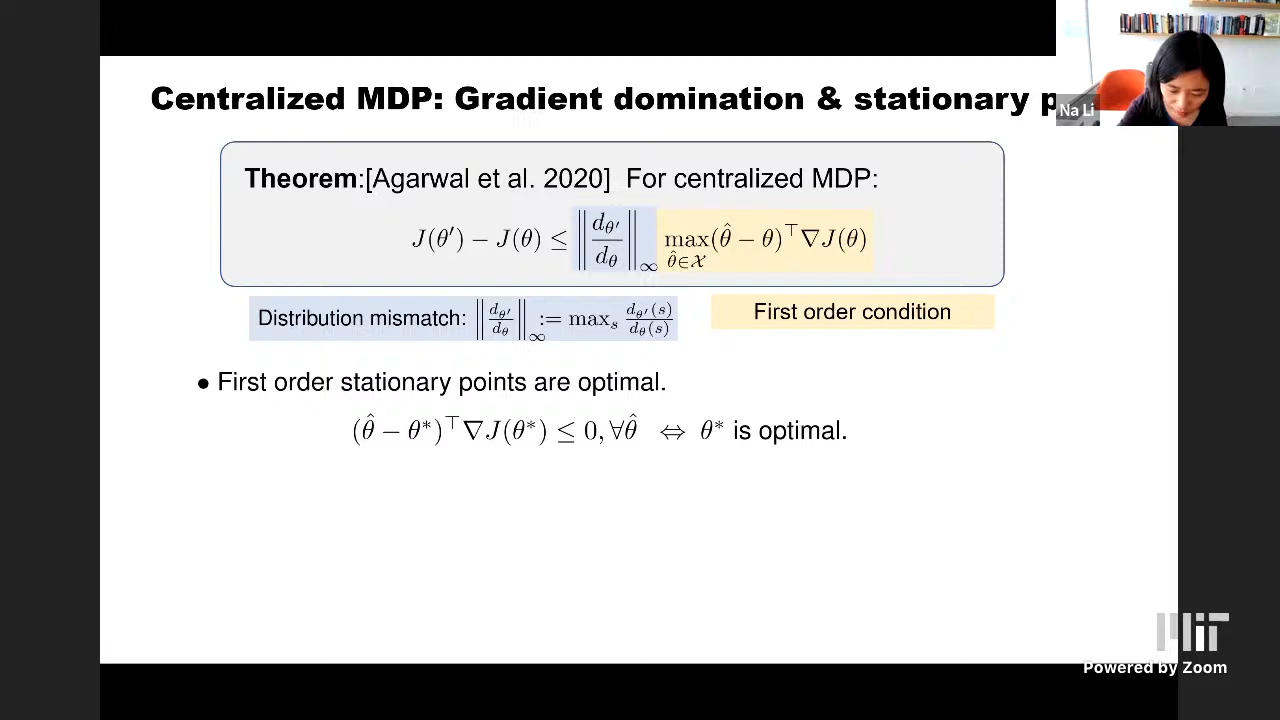 Centralized MDP: Gradient domination & stationary p
Na Li
Theorem:[Agarwal et al. 2020] For centralized MDP:
J(θ′) − J(θ) ≤ ‖d_θ′/d_θ‖_∞ max_{θ̂∈𝒳} (θ̂ − θ)^⊤ ∇J(θ)
Distribution mismatch: ‖d_θ′/d_θ‖_∞ := max_s d_θ′(s)/d_θ(s)
First order condition
• First order stationary points are optimal.
(θ̂ − θ*)^⊤ ∇J(θ*) ≤ 0, ∀θ̂ ⇔ θ* is optimal.
MIT
Powered by Zoom